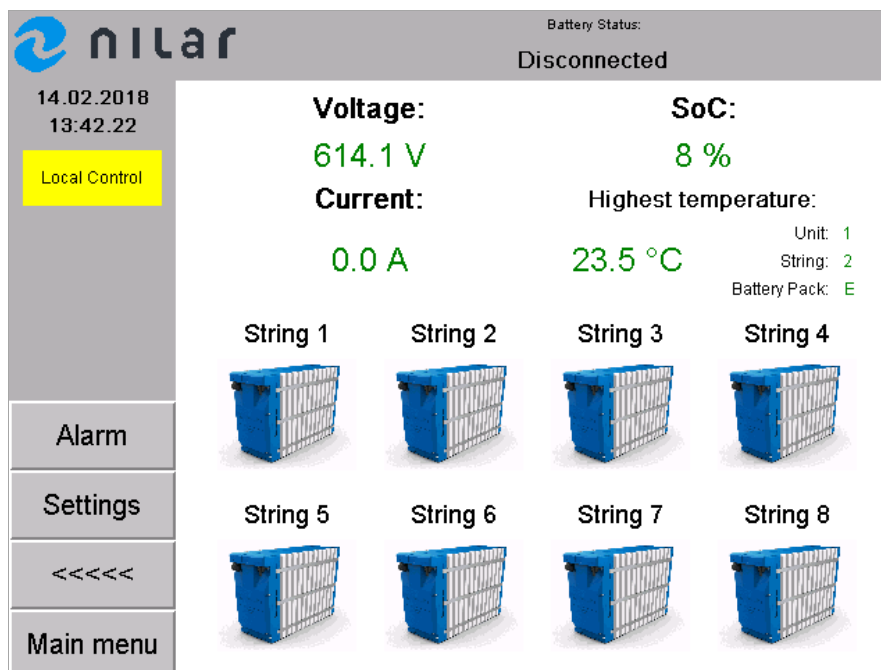 nilar
Battery Status:
Disconnected
14.02.2018
13:42.22
Local Control
Voltage:
SoC:
614.1 V
8 %
Current:
Highest temperature:
0.0 A
23.5 °C
Unit: 1
String: 2
Battery Pack: E
String 1
String 2
String 3
String 4
Alarm
Settings
String 5
String 6
String 7
String 8
<<<<<
Main menu